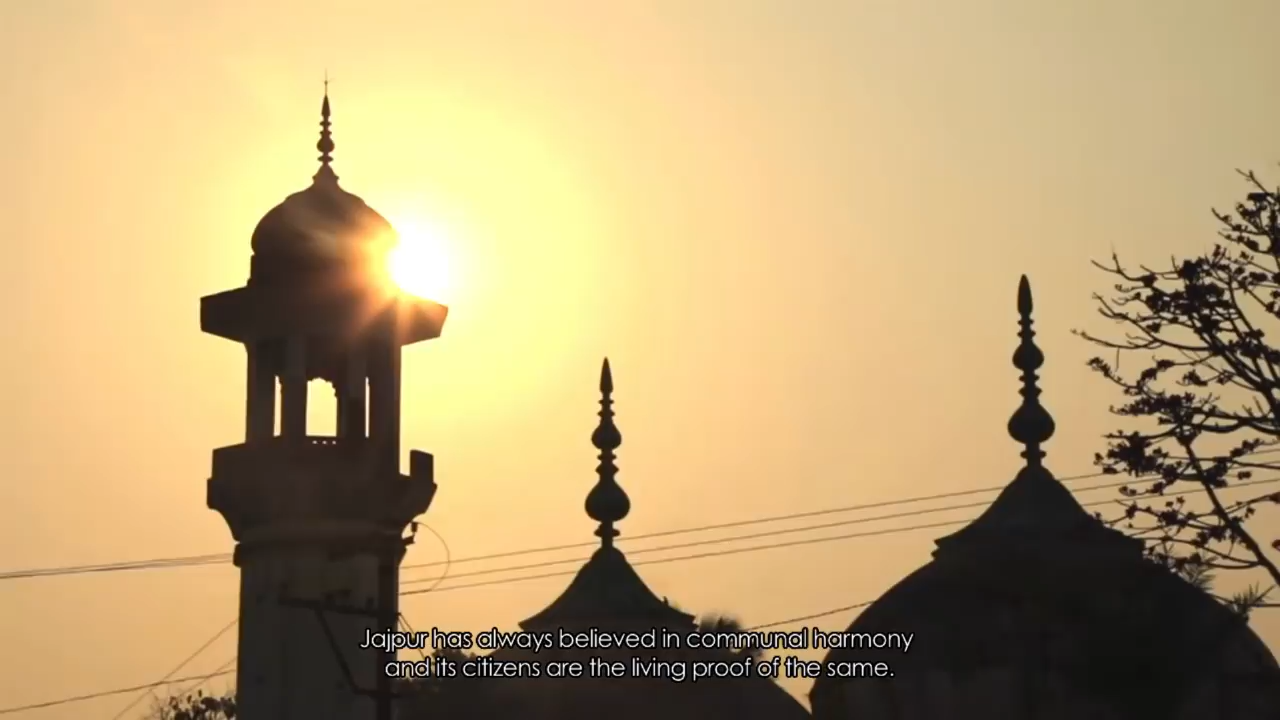 Jajpur has always believed in communal harmony
and its citizens are the living proof of the same.